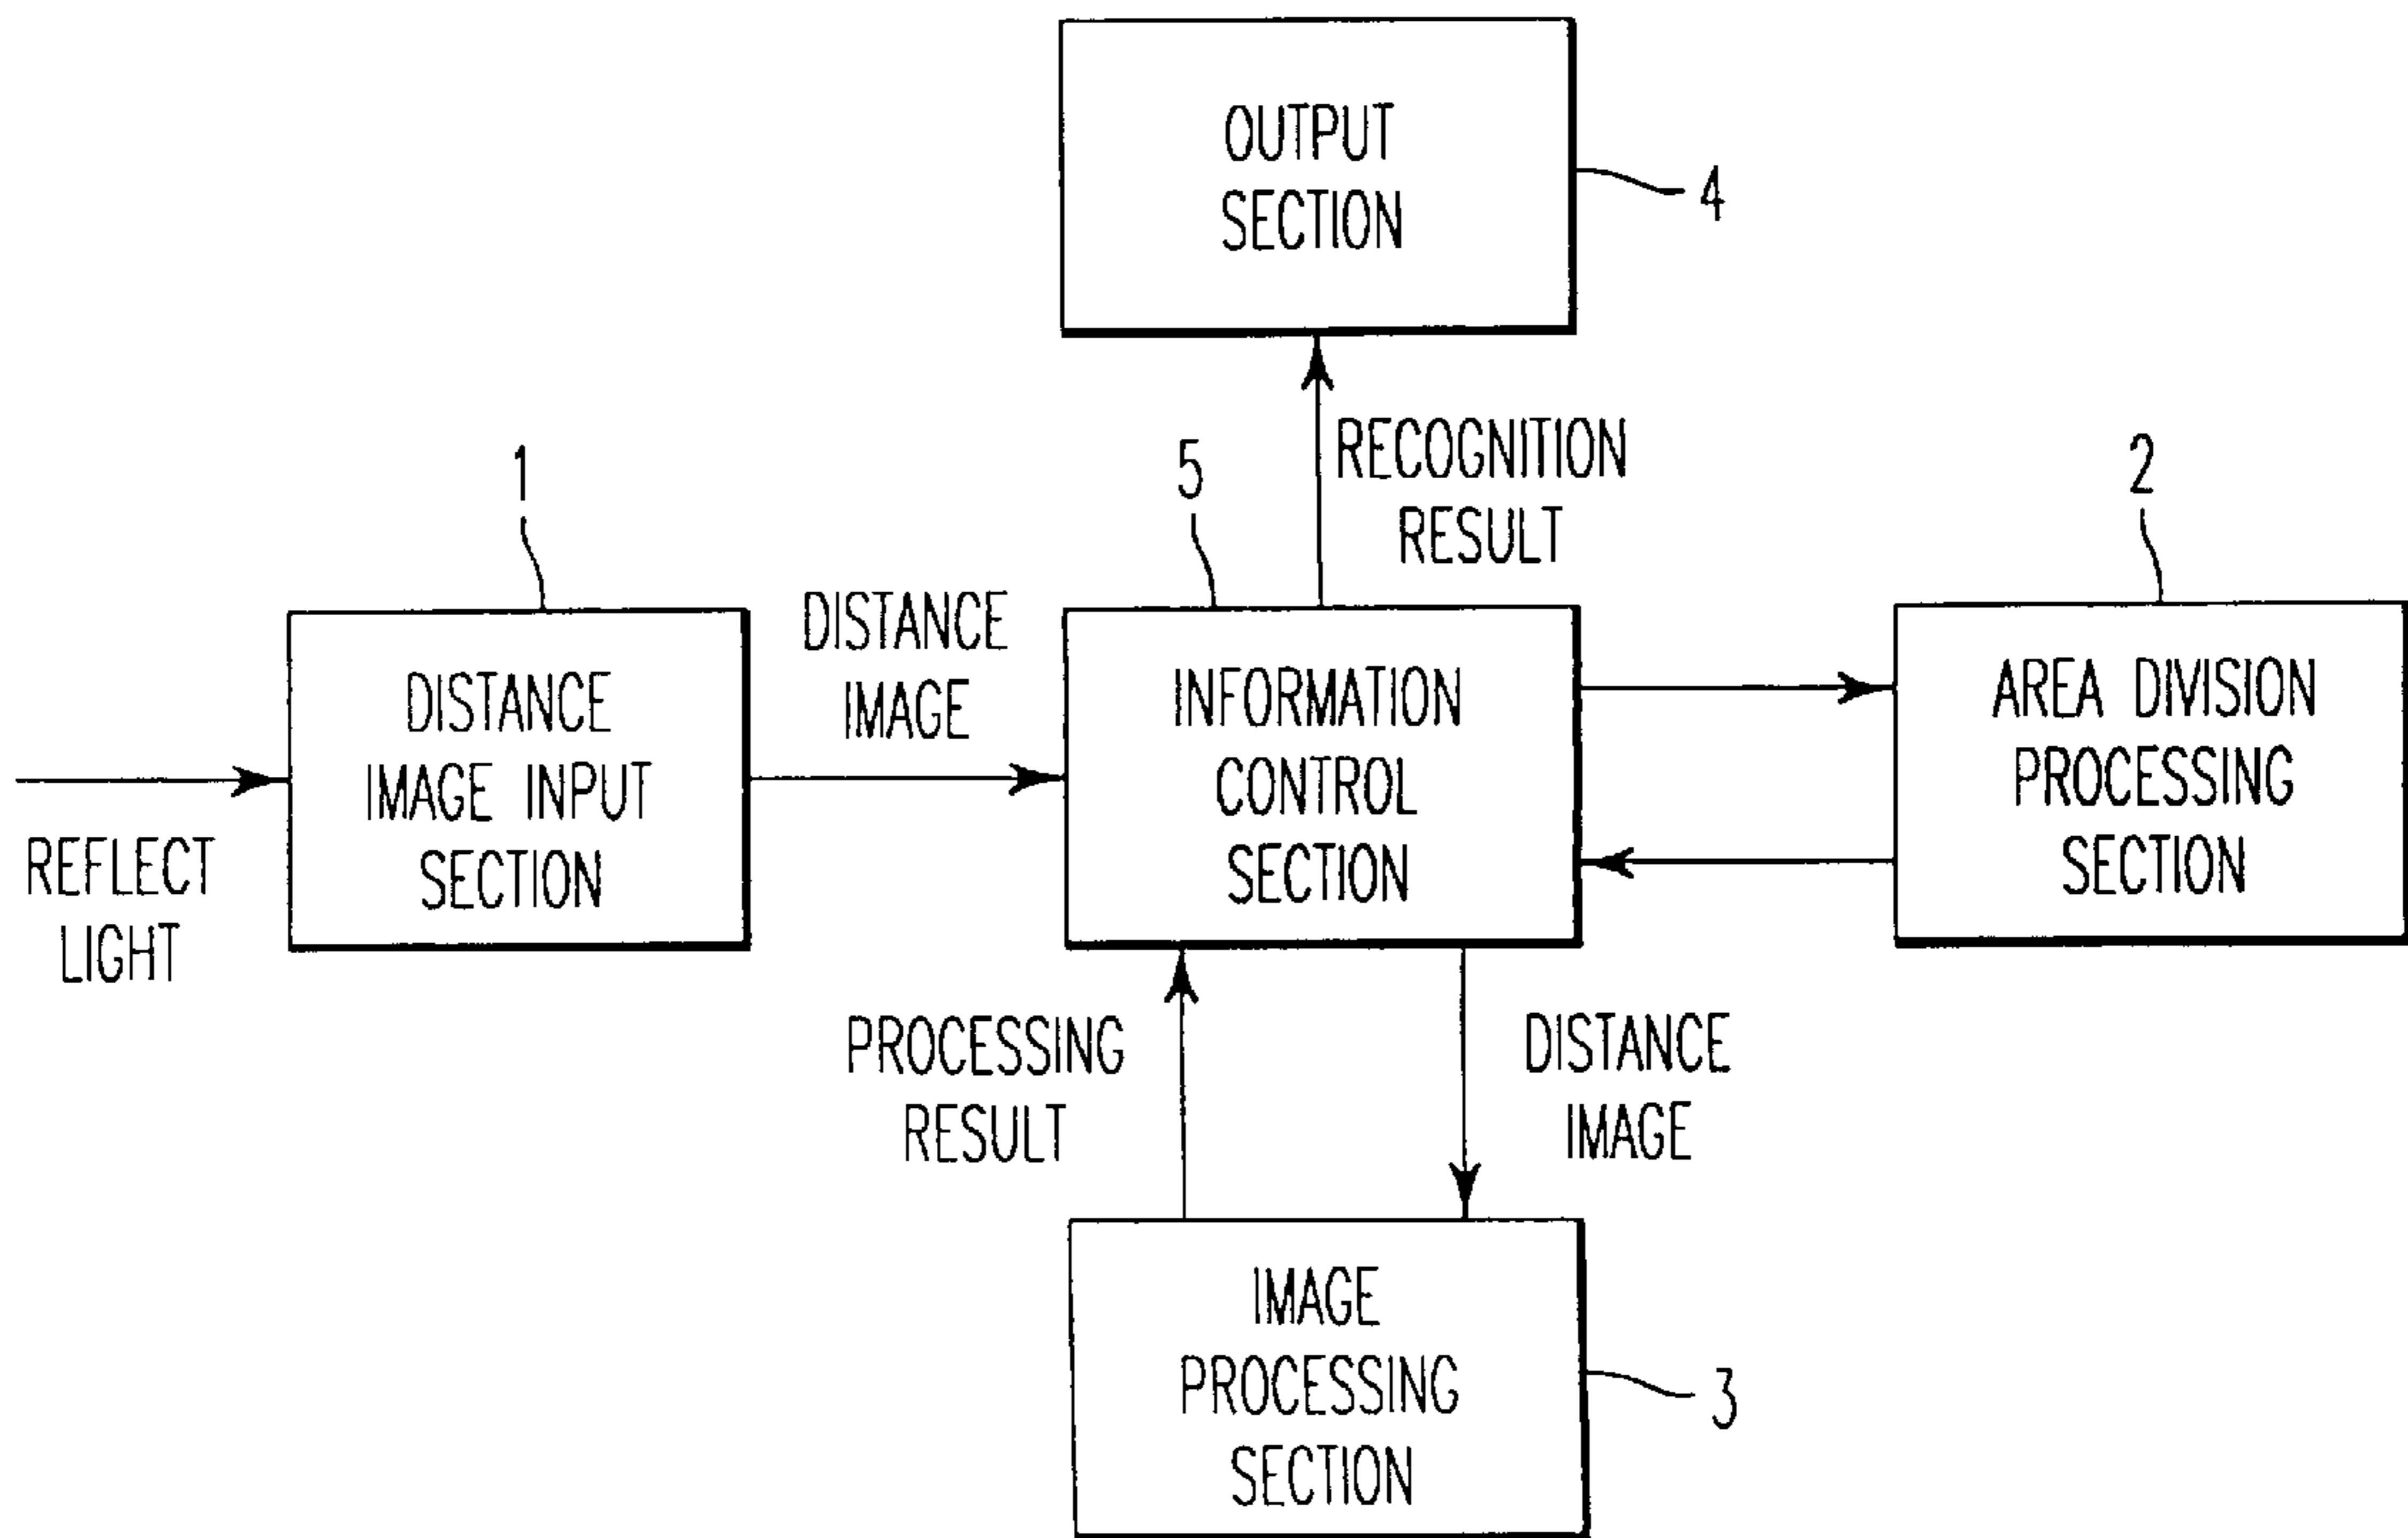 OUTPUT
SECTION
4
RECOGNITION
RESULT
1
5
2
DISTANCE
IMAGE
REFLECT
LIGHT
DISTANCE
IMAGE INPUT
SECTION
INFORMATION
CONTROL
SECTION
AREA DIVISION
PROCESSING
SECTION
PROCESSING
RESULT
DISTANCE
IMAGE
IMAGE
PROCESSING
SECTION
3